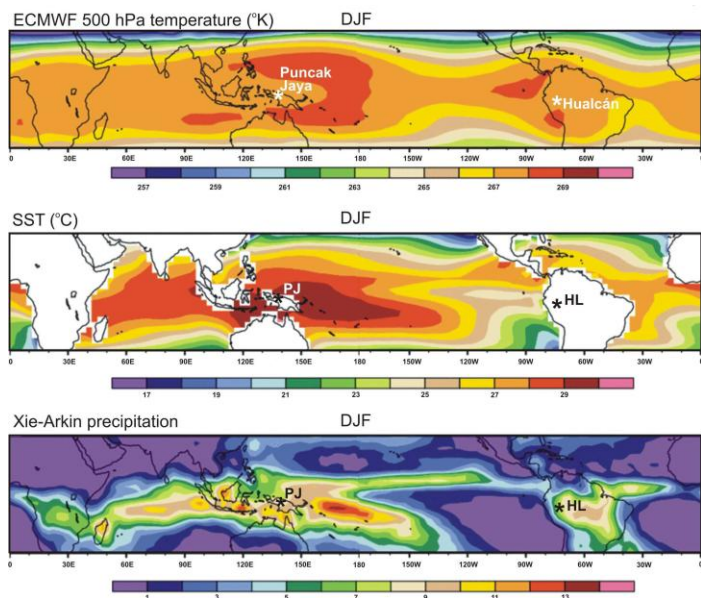 ECMWF 500 hPa temperature (°K) DJF
Puncak
Jaya
Hualcán
0 30E 60E 90E 120E 150E 180 150W 120W 90W 60W 30W 0
257 259 261 263 265 267 269
SST (°C) DJF
PJ
HL
0 30E 60E 90E 120E 150E 180 150W 120W 90W 60W 30W 0
17 19 21 23 25 27 29
Xie-Arkin precipitation DJF
PJ
HL
0 30E 60E 90E 120E 150E 180 150W 120W 90W 60W 30W 0
1 3 5 7 9 11 13